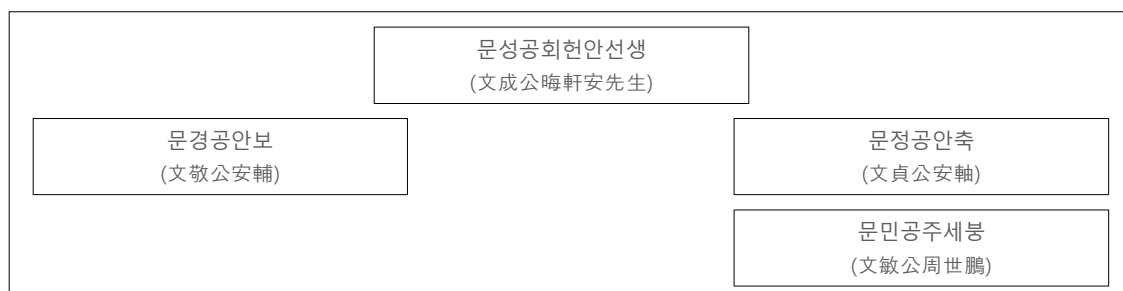 문성공회헌안선생
(文成公晦軒安先生)
문경공안보
(文敬公安輔)
문정공안축
(文貞公安軸)
문민공주세붕
(文敏公周世鵬)